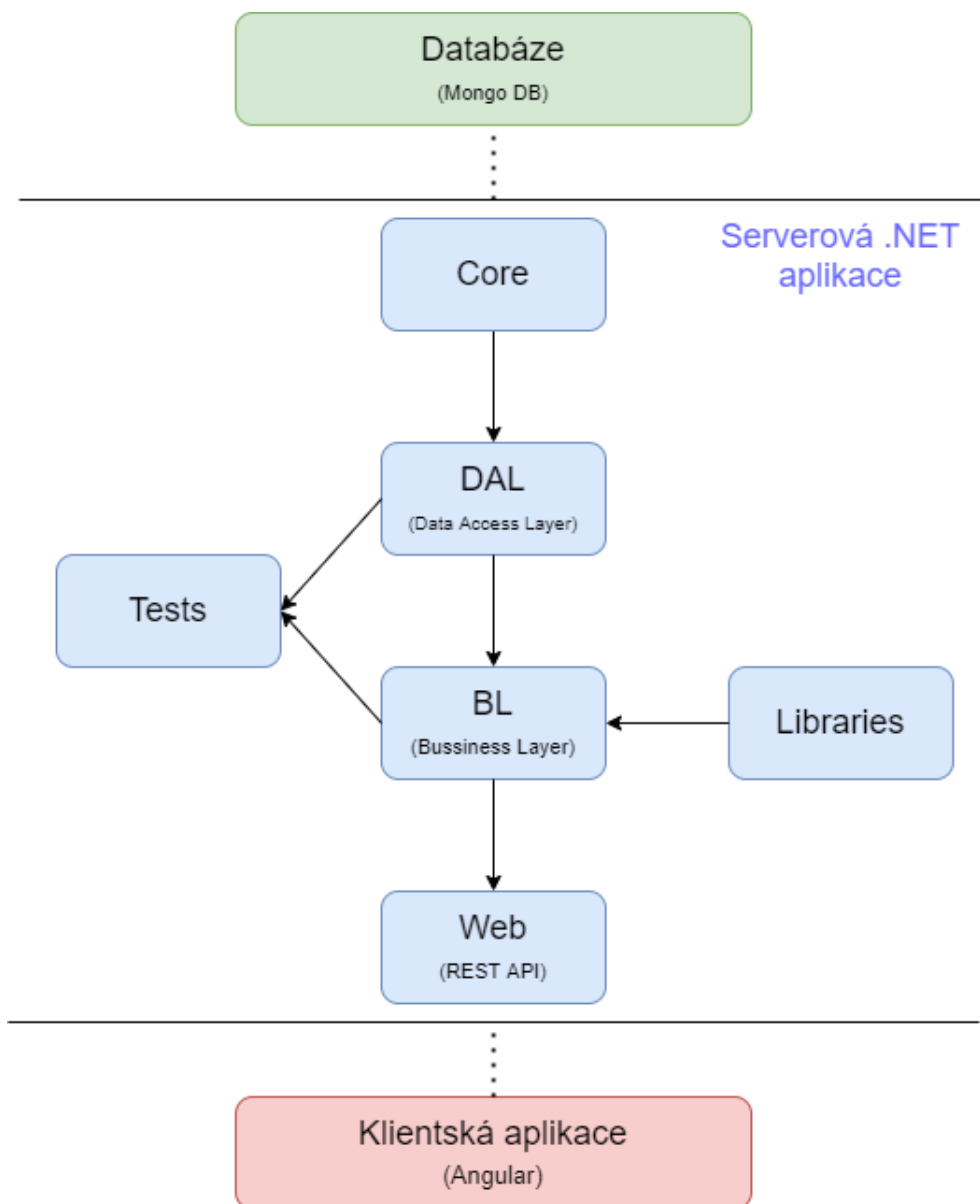 Databáze
(Mongo DB)
Serverová .NET
aplikace
Core
DAL
(Data Access Layer)
Tests
BL
(Bussiness Layer)
Libraries
Web
(REST API)
Klientská aplikace
(Angular)